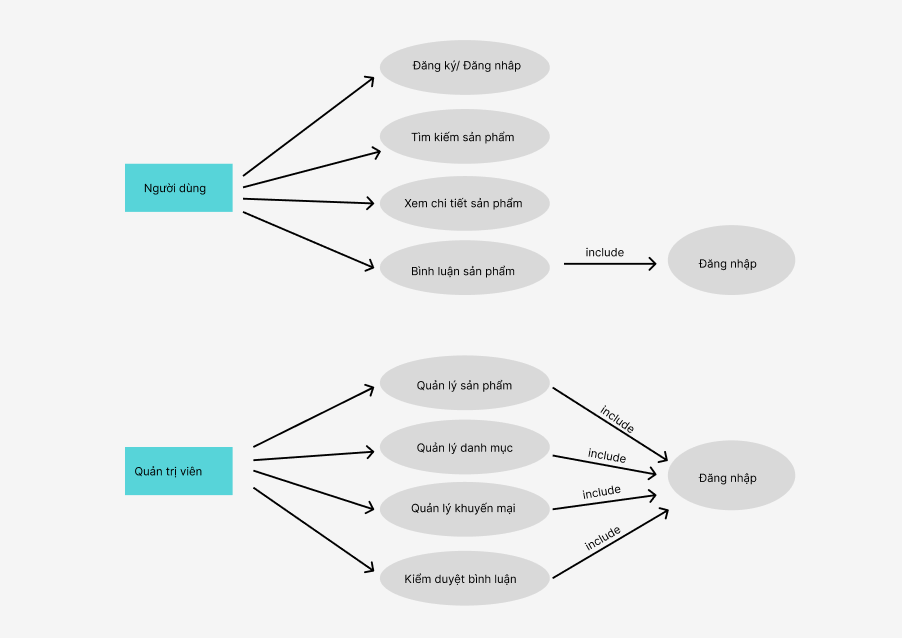 Đăng ký/ Đăng nhâp
Tìm kiếm sản phẩm
Người dùng
Xem chi tiết sản phẩm
Bình luận sản phẩm
include
Đăng nhập
Quản lý sản phẩm
include
Quản lý danh mục
include
Quản trị viên
Đăng nhập
include
Quản lý khuyến mại
include
Kiểm duyệt bình luận